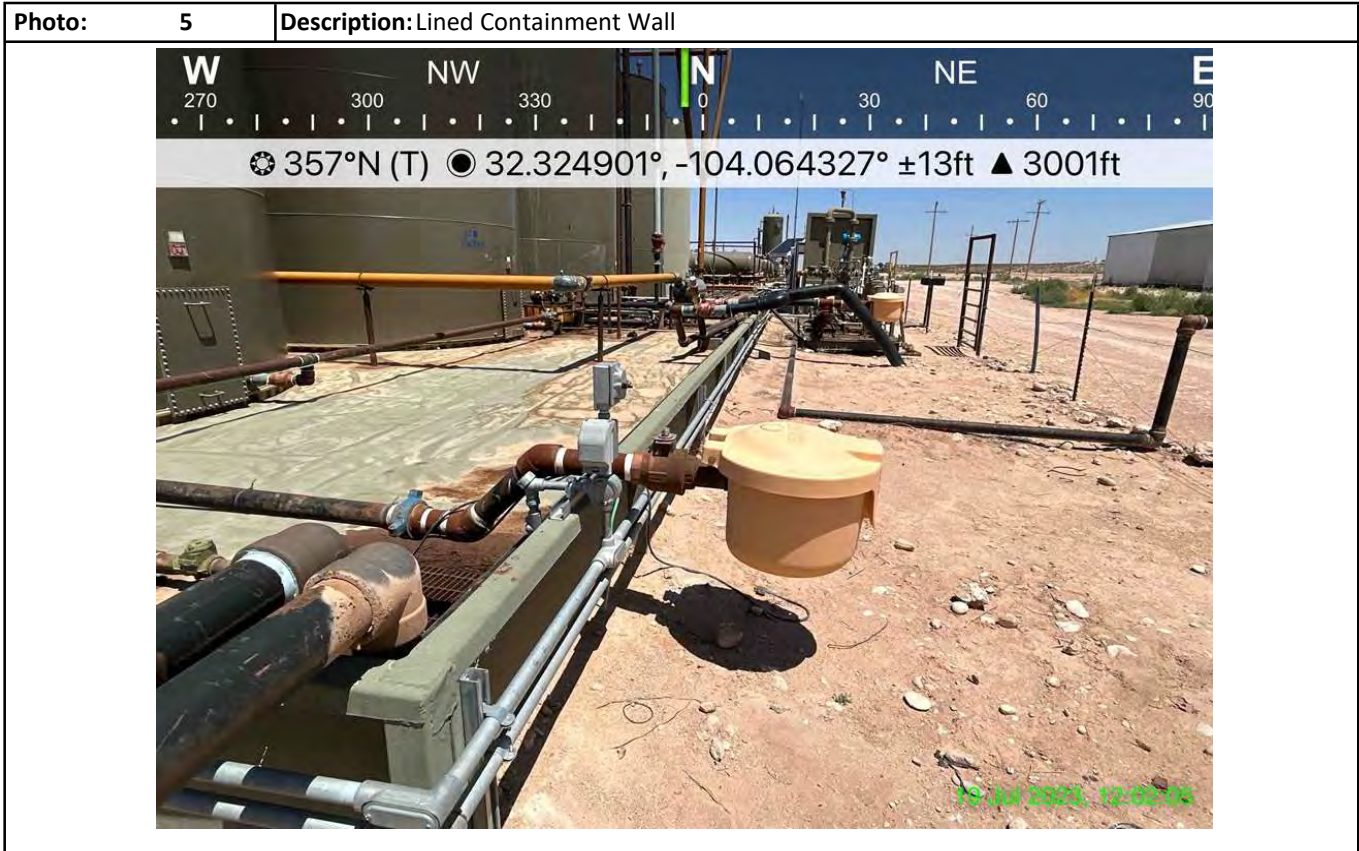 Photo: 5 Description: Lined Containment Wall
W NW N NE E
270 300 330 0 30 60 90
357°N (T) 32.324901°, -104.064327° ±13ft ▲ 3001ft
19 Jul 2023, 12:02:05